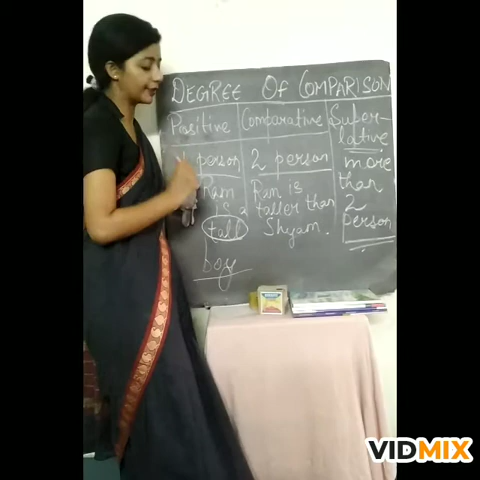 DEGREE OF COMPARISON
Positive Comparative Super-
lative
1 person 2 person more
than
2
person
Ram
is a
tall
boy
Ram is
taller than
Shyam.
VIDMIX